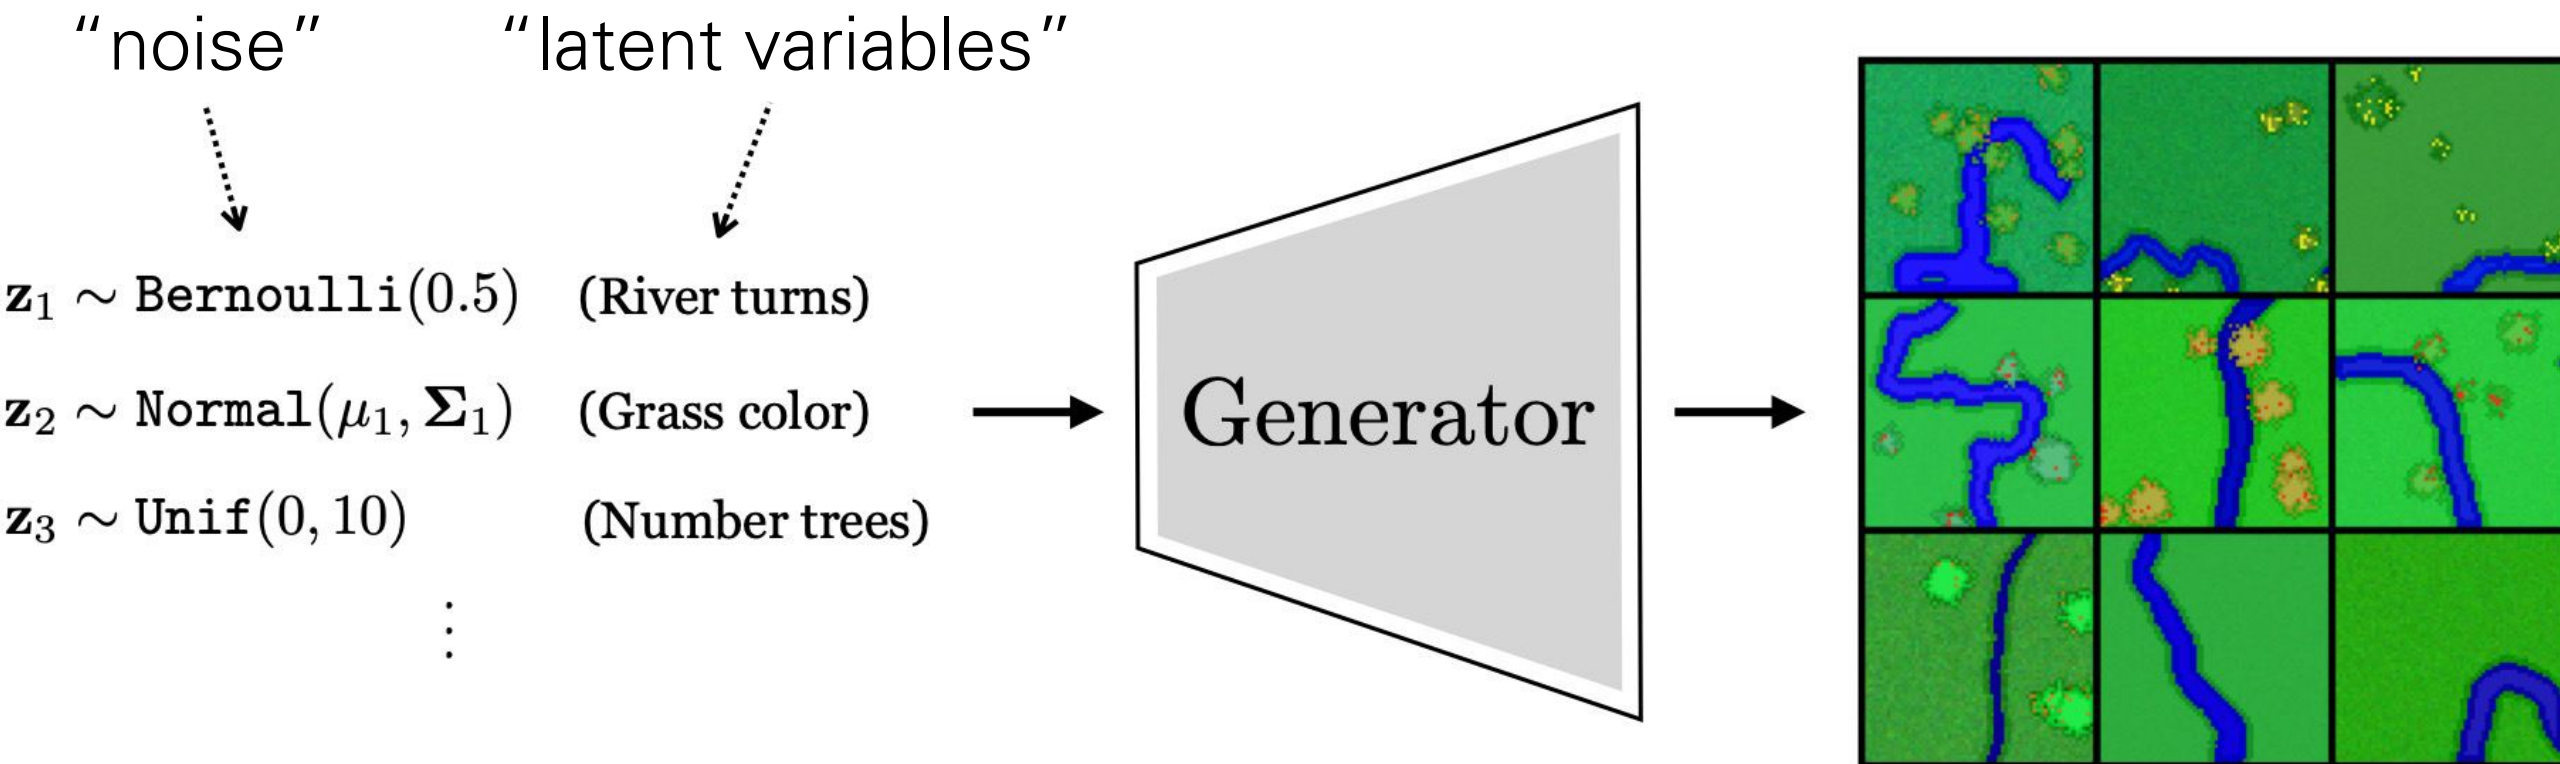 “noise” “latent variables”
z₁ ∼ Bernoulli(0.5) (River turns)
z₂ ∼ Normal(μ₁, Σ₁) (Grass color)
z₃ ∼ Unif(0, 10) (Number trees)
⋮
Generator